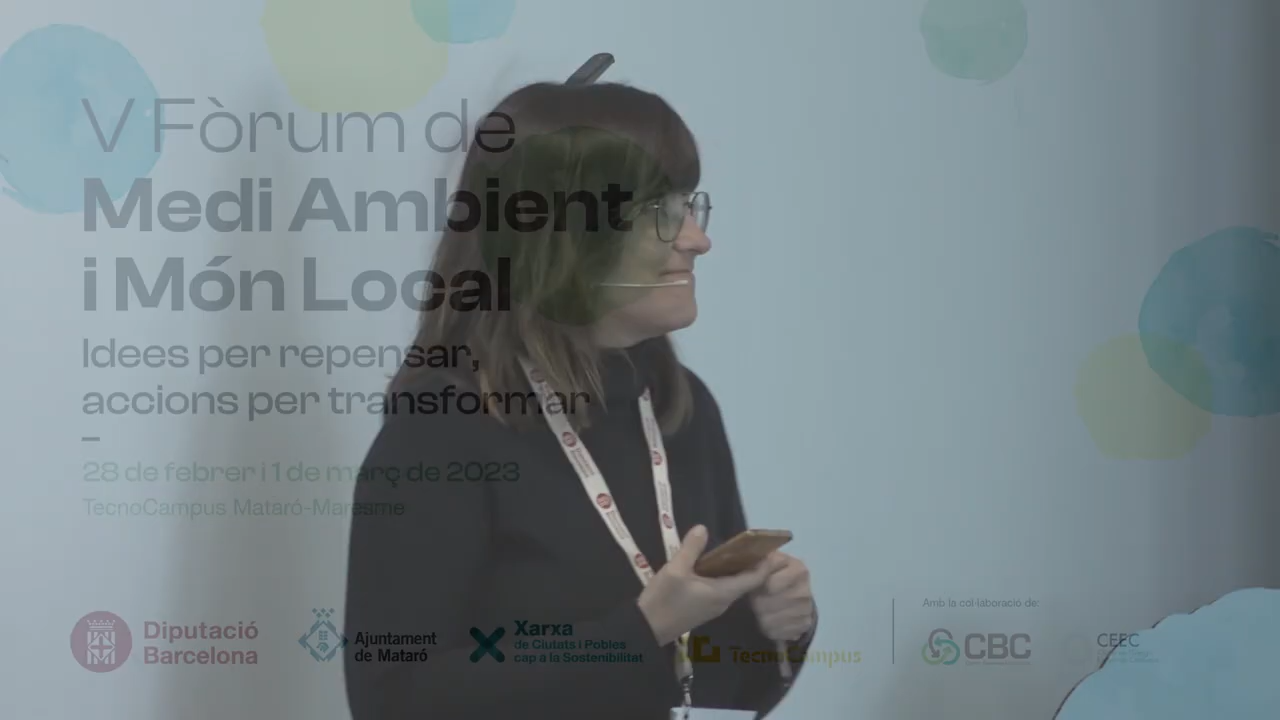 V Fòrum de
Medi Ambient
i Món Local
Idees per repensar,
accions per transformar
–
28 de febrer i 1 de març de 2023
TecnoCampus Mataró-Maresme
Diputació
Barcelona
Ajuntament
de Mataró
Xarxa
de Ciutats i Pobles
cap a la Sostenibilitat
TecnoCampus
Amb la col·laboració de:
CBC
CEEC